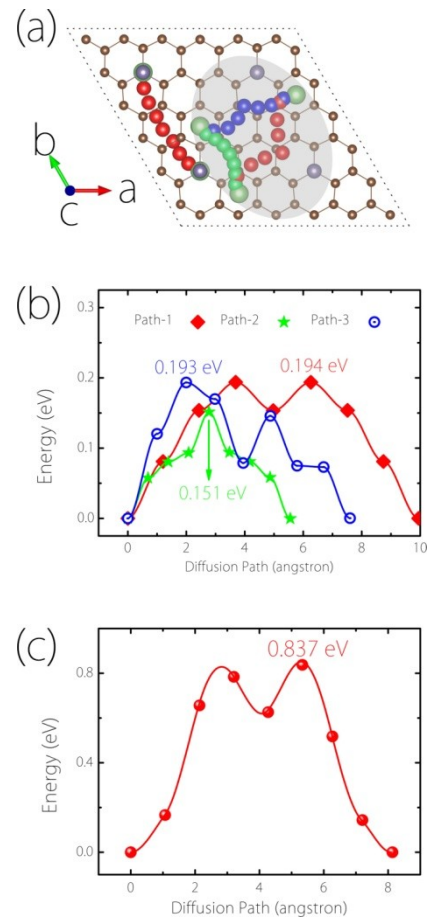 (a)
b
c
a
(b)
0.3
0.2
0.1
0.0
Energy (eV)
Path-1 Path-2 Path-3
0.193 eV 0.194 eV
0.151 eV
0 2 4 6 8 10
Diffusion Path (angstron)
(c)
0.8
0.4
0.0
Energy (eV)
0.837 eV
0 2 4 6 8
Diffusion Path (angstron)